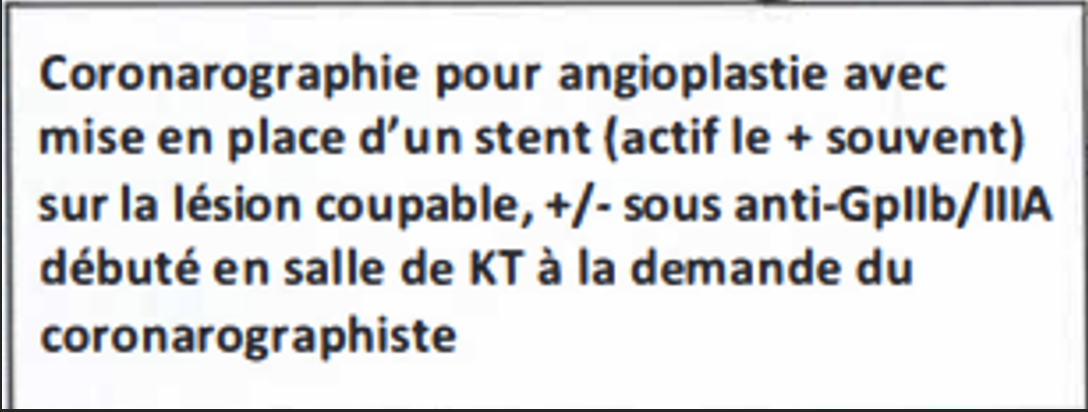 Coronarographie pour angioplastie avec
mise en place d’un stent (actif le + souvent)
sur la lésion coupable, +/- sous anti-GpIIb/IIIA
débuté en salle de KT à la demande du
coronarographiste